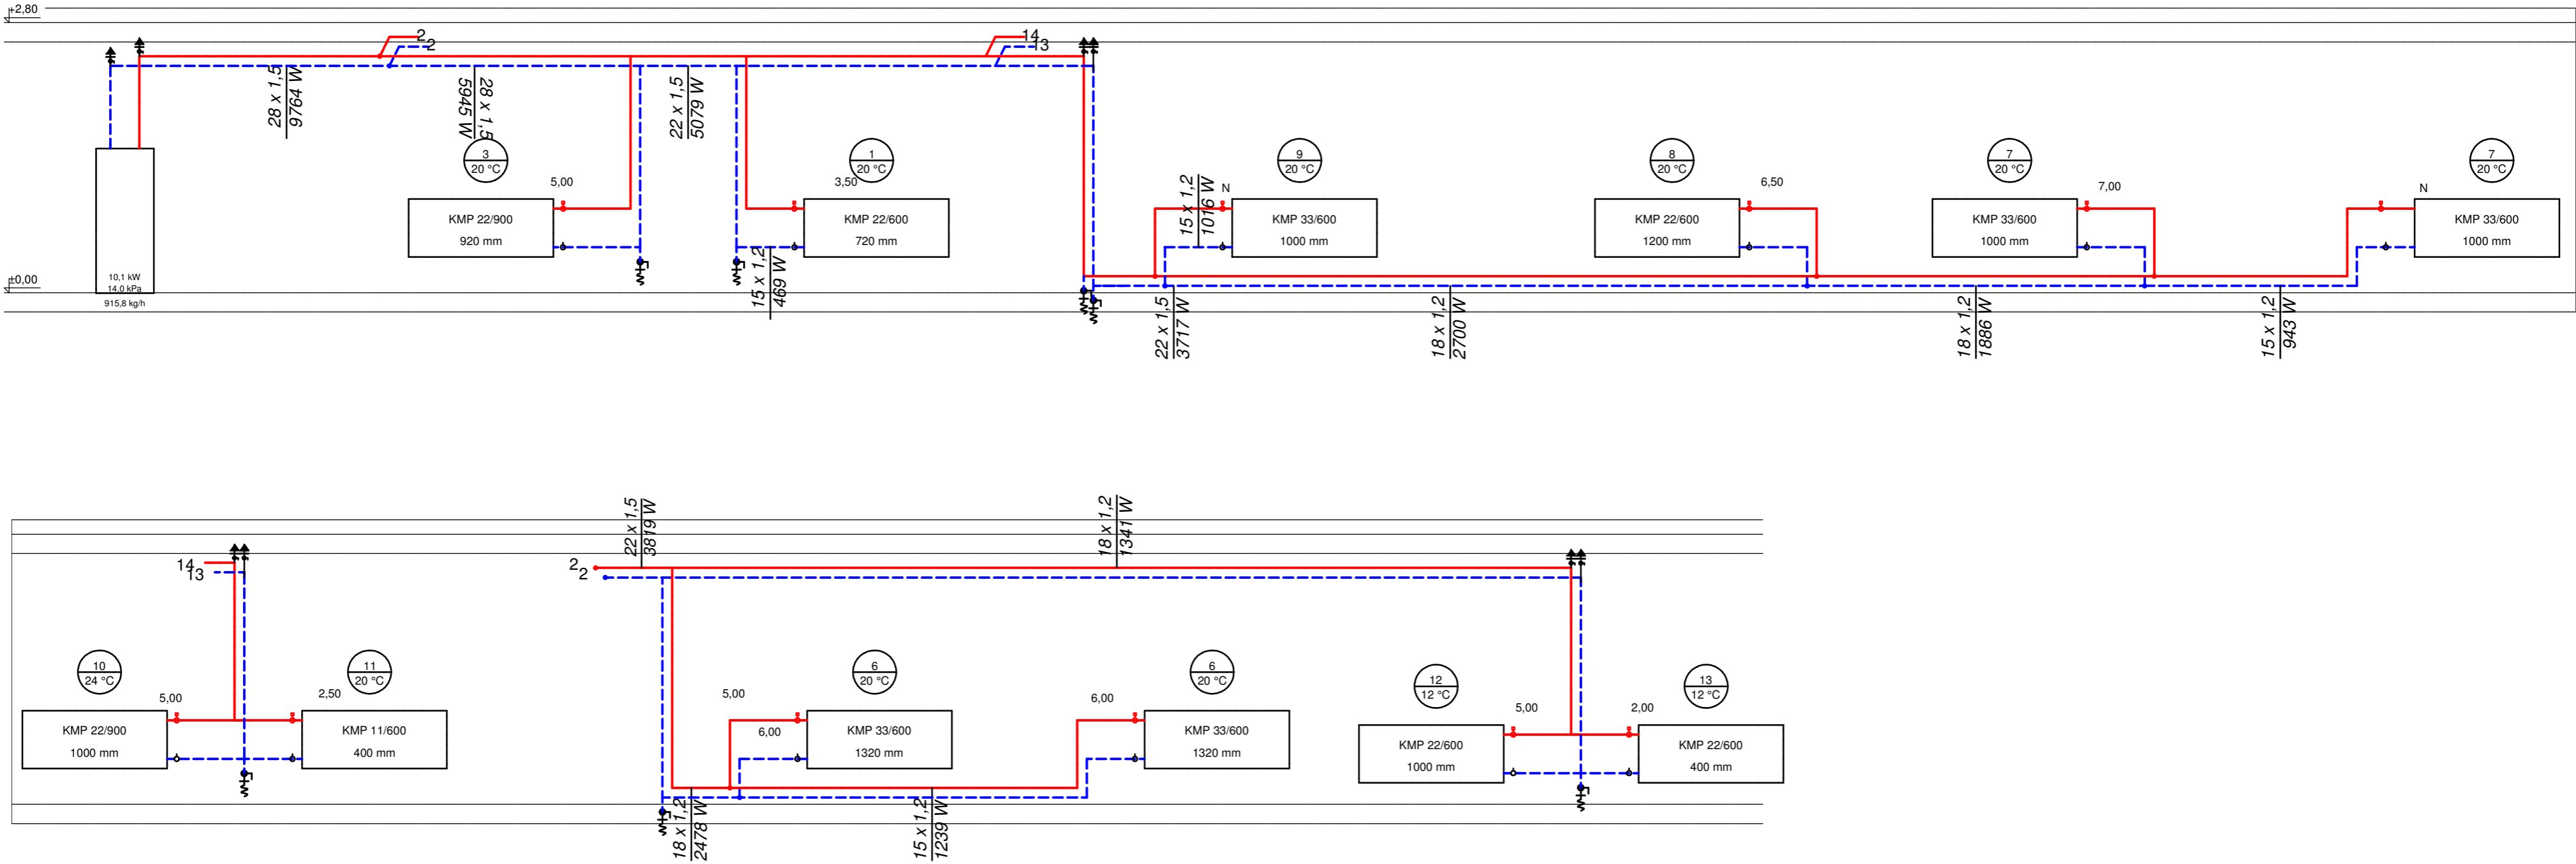 +2,80
2
2
14
13
28 x 1,5
9764 W
28 x 1,5
5945 W
22 x 1,5
5079 W
3
20 °C
1
20 °C
9
20 °C
8
20 °C
7
20 °C
7
20 °C
5,00
3,50
15 x 1,2
1016 W
N
6,50
7,00
N
KMP 22/900
920 mm
KMP 22/600
720 mm
KMP 33/600
1000 mm
KMP 22/600
1200 mm
KMP 33/600
1000 mm
KMP 33/600
1000 mm
15 x 1,2
469 W
±0,00
10,1 kW
14,0 kPa
915,8 kg/h
22 x 1,5
3717 W
18 x 1,2
2700 W
18 x 1,2
1886 W
15 x 1,2
943 W
22 x 1,5
3819 W
18 x 1,2
1341 W
14
13
2
2
10
24 °C
11
20 °C
6
20 °C
6
20 °C
12
12 °C
13
12 °C
5,00
2,50
5,00
6,00
6,00
5,00
2,00
KMP 22/900
1000 mm
KMP 11/600
400 mm
KMP 33/600
1320 mm
KMP 33/600
1320 mm
KMP 22/600
1000 mm
KMP 22/600
400 mm
18 x 1,2
2478 W
15 x 1,2
1239 W